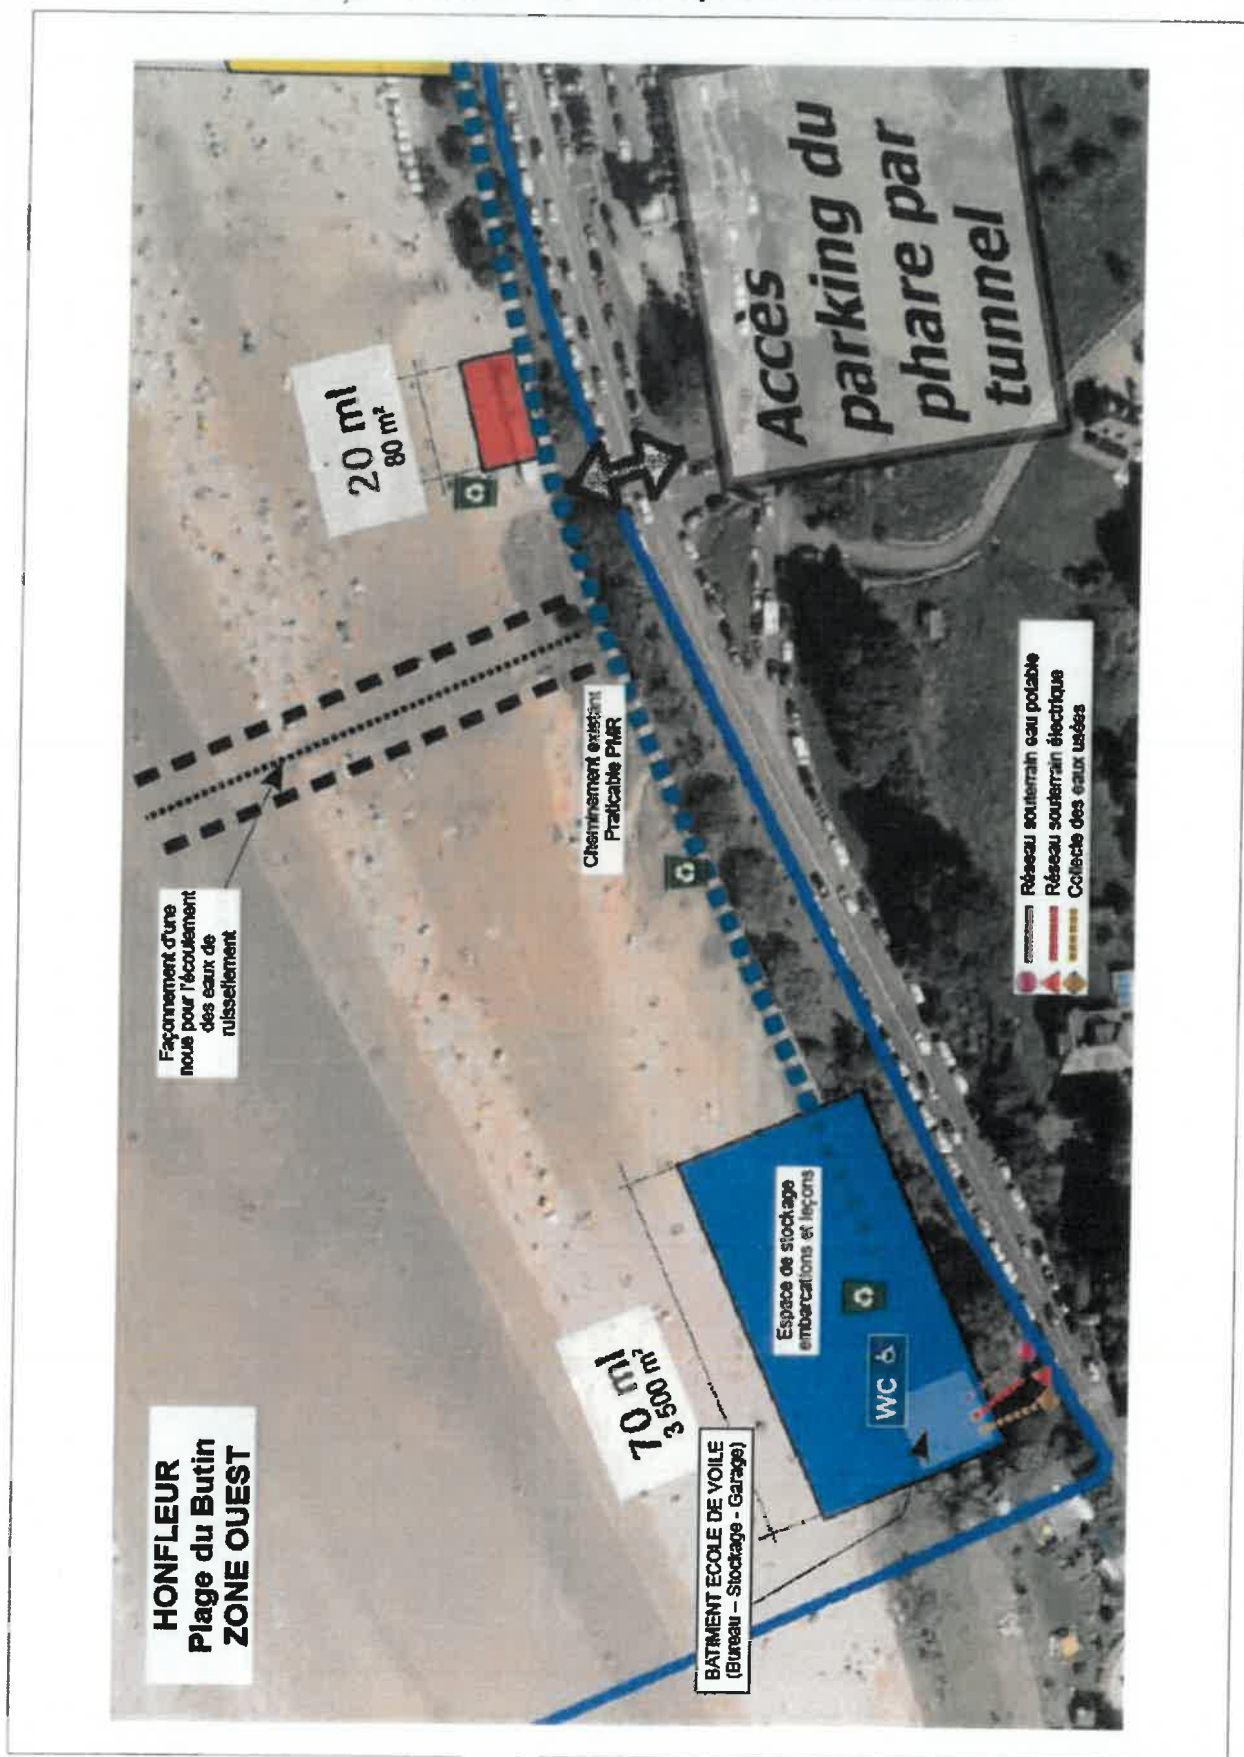 HONFLEUR
Plage du Butin
ZONE OUEST
Façonnement d'une
noue pour l'écoulement
des eaux de
ruissellement
20 ml
80 m²
Cheminement existant
Praticable PMR
Accès
parking du
phare par
tunnel
70 ml
3 500 m²
Espace de stockage
embarcations et leçons
WC
BATIMENT ECOLE DE VOILE
(Bureau – Stockage - Garage)
Réseau souterrain eau potable
Réseau souterrain électrique
Collecte des eaux usées